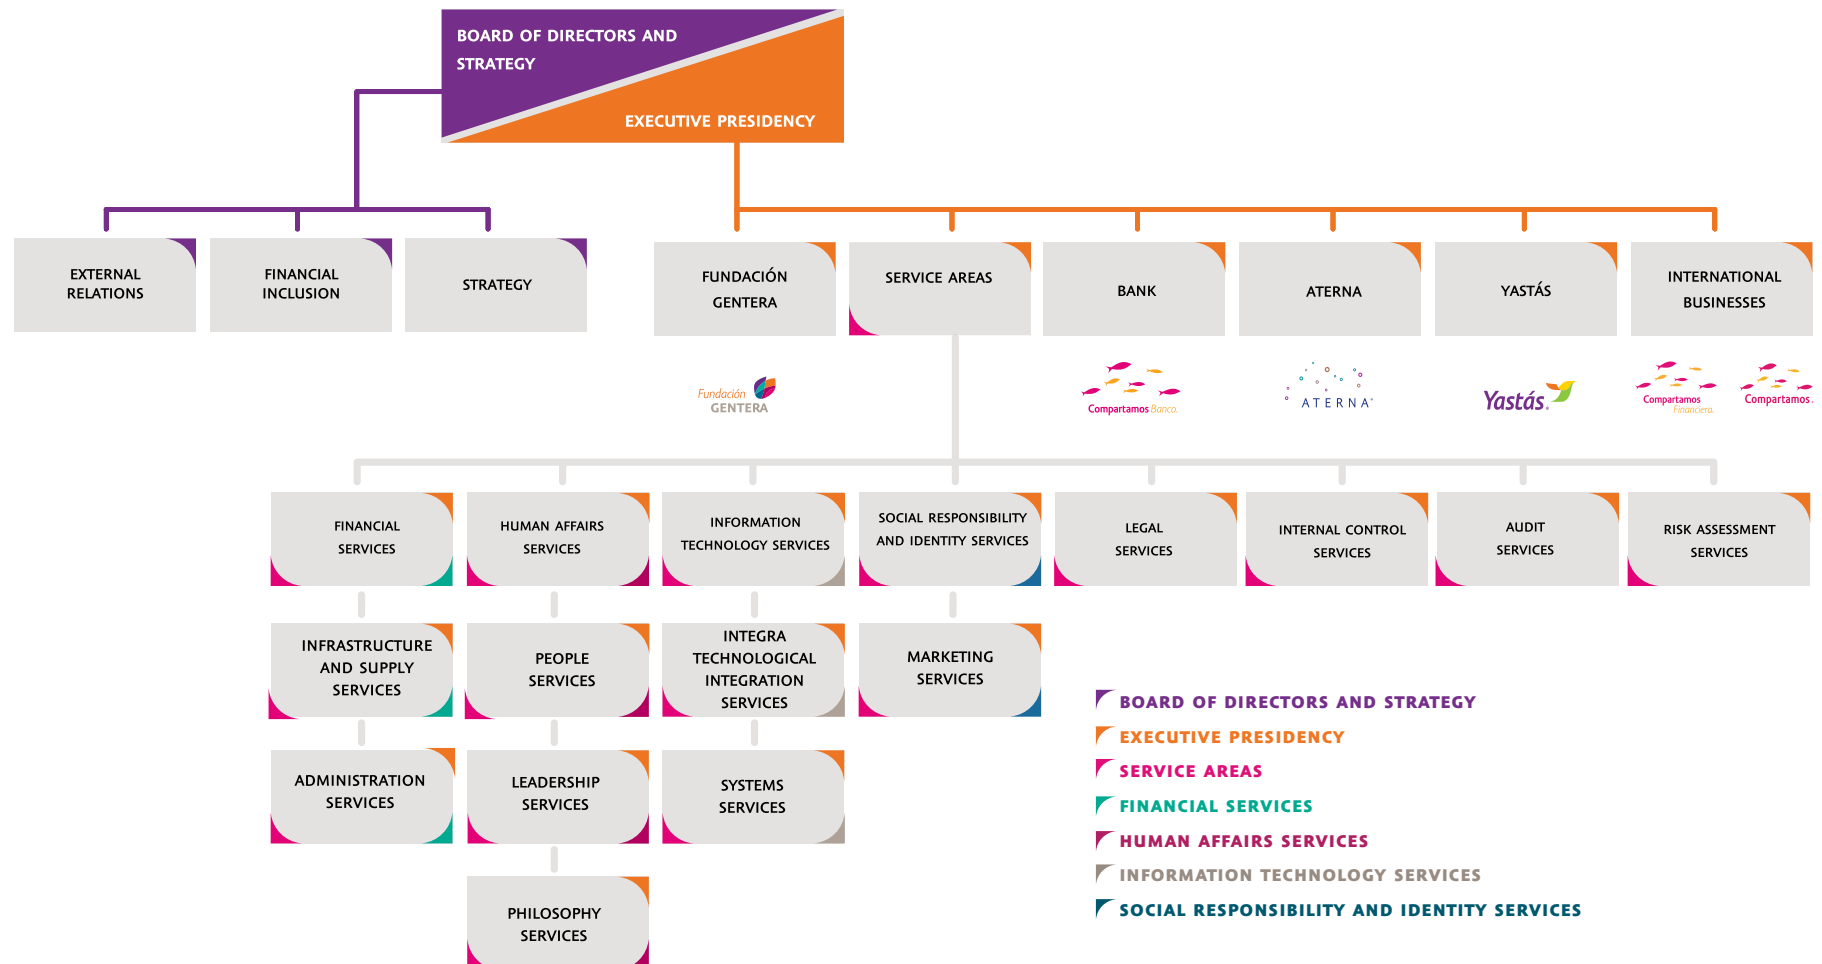 BOARD OF DIRECTORS AND
STRATEGY
EXECUTIVE PRESIDENCY
EXTERNAL
RELATIONS
FINANCIAL
INCLUSION
STRATEGY
FUNDACIÓN
GENTERA
SERVICE AREAS
BANK
ATERNA
YASTÁS
INTERNATIONAL
BUSINESSES
Fundación
GENTERA
Compartamos Banco.
ATERNA
Yastás.
Compartamos
Financiera.
Compartamos.
FINANCIAL
SERVICES
HUMAN AFFAIRS
SERVICES
INFORMATION
TECHNOLOGY SERVICES
SOCIAL RESPONSIBILITY
AND IDENTITY SERVICES
LEGAL
SERVICES
INTERNAL CONTROL
SERVICES
AUDIT
SERVICES
RISK ASSESSMENT
SERVICES
INFRASTRUCTURE
AND SUPPLY
SERVICES
PEOPLE
SERVICES
INTEGRA
TECHNOLOGICAL
INTEGRATION
SERVICES
MARKETING
SERVICES
ADMINISTRATION
SERVICES
LEADERSHIP
SERVICES
SYSTEMS
SERVICES
PHILOSOPHY
SERVICES
BOARD OF DIRECTORS AND STRATEGY
EXECUTIVE PRESIDENCY
SERVICE AREAS
FINANCIAL SERVICES
HUMAN AFFAIRS SERVICES
INFORMATION TECHNOLOGY SERVICES
SOCIAL RESPONSIBILITY AND IDENTITY SERVICES